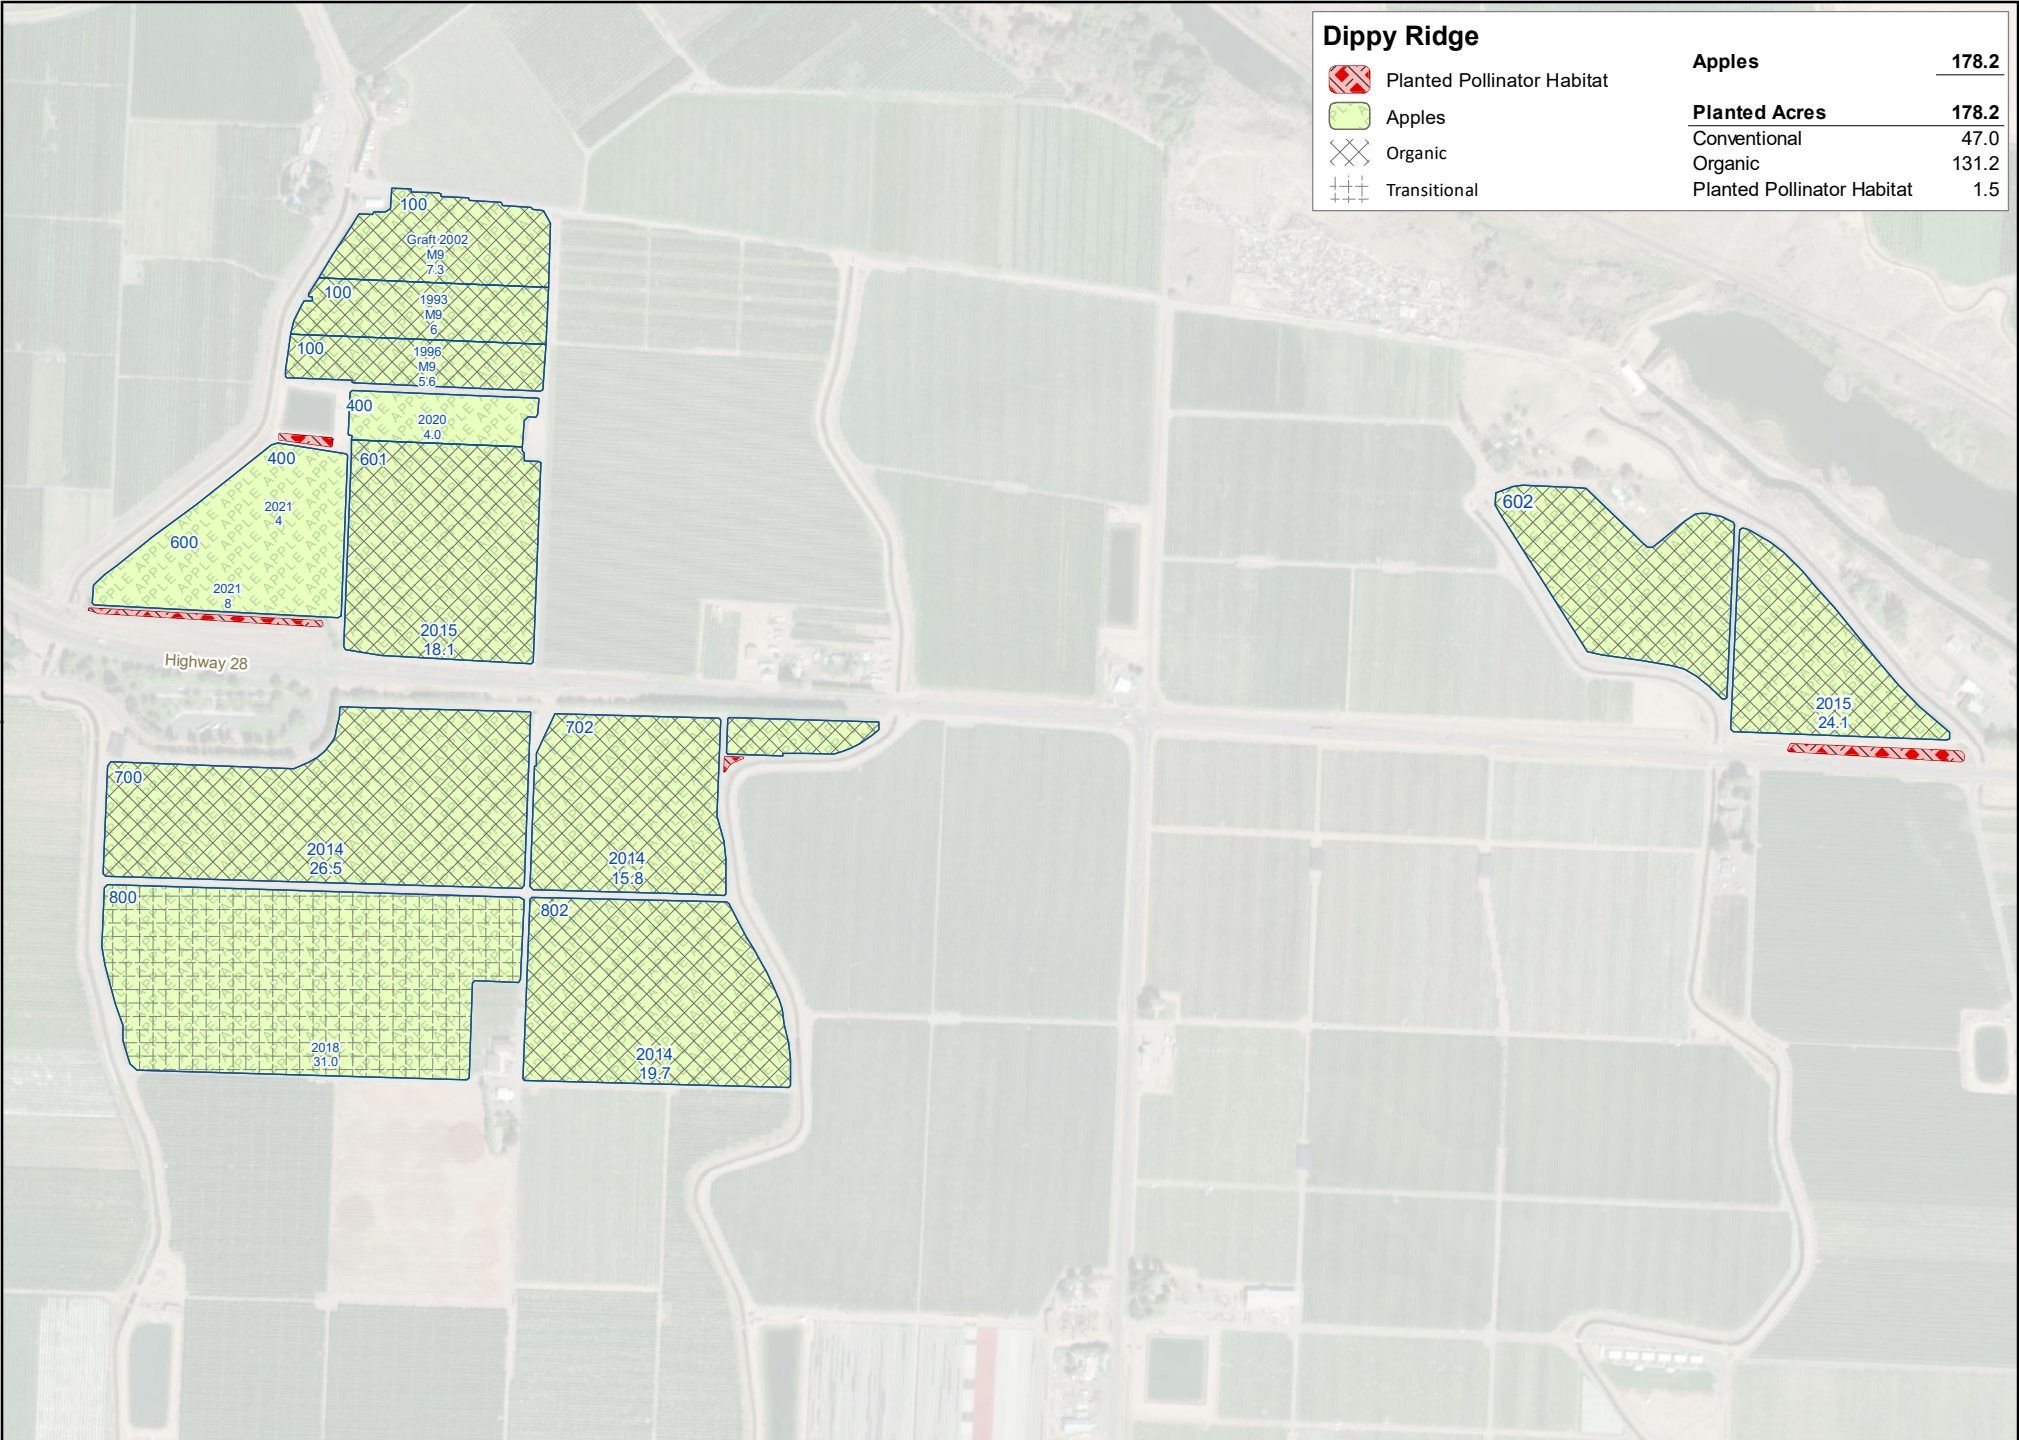 Dippy Ridge
Planted Pollinator Habitat
Apples
Organic
Transitional
Apples 178.2
Planted Acres 178.2
Conventional 47.0
Organic 131.2
Planted Pollinator Habitat 1.5
100
Graft 2002
M9
7.3
100
1993
M9
6
100
1996
M9
5.6
400
2020
4.0
400
2021
4
600
2021
8
601
2015
18.1
602
2015
24.1
Highway 28
700
2014
26.5
702
2014
15.8
800
2018
31.0
802
2014
19.7